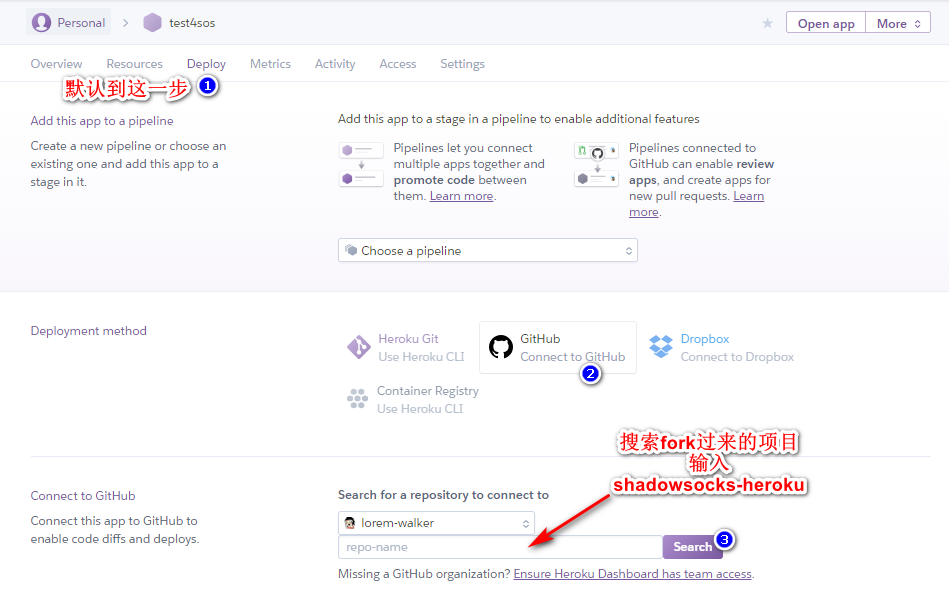 Personal > test4sos
Open app More
Overview Resources Deploy Metrics Activity Access Settings
默认到这一步 1
Add this app to a pipeline
Create a new pipeline or choose an
existing one and add this app to a
stage in it.
Add this app to a stage in a pipeline to enable additional features
Pipelines let you connect
multiple apps together and
promote code between
them. Learn more.
Pipelines connected to
GitHub can enable review
apps, and create apps for
new pull requests. Learn
more.
Choose a pipeline
Deployment method
Heroku Git
Use Heroku CLI
GitHub
Connect to GitHub
2
Dropbox
Connect to Dropbox
Container Registry
Use Heroku CLI
搜索fork过来的项目
输入
shadowsocks-heroku
Connect to GitHub
Connect this app to GitHub to
enable code diffs and deploys.
Search for a repository to connect to
lorem-walker
repo-name
Search 3
Missing a GitHub organization? Ensure Heroku Dashboard has team access.